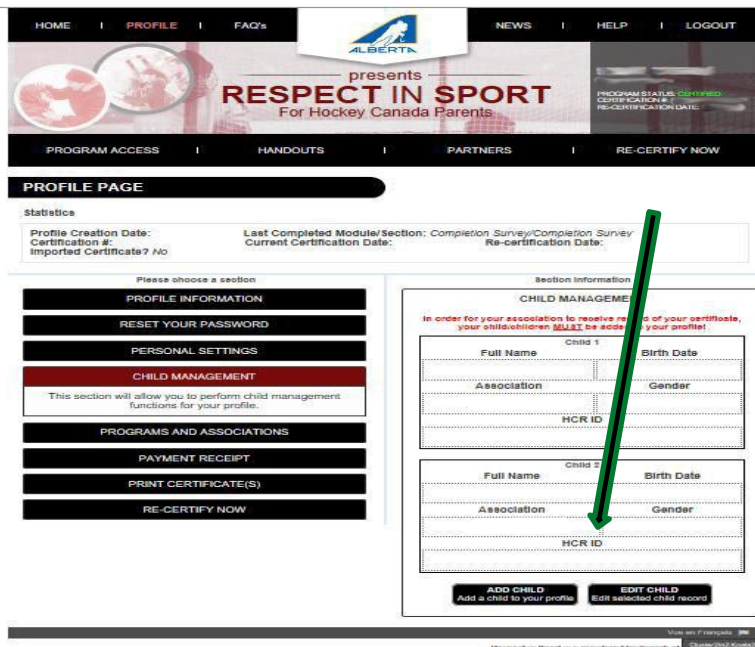 HOME I PROFILE I FAQ's NEWS I HELP I LOGOUT
ALBERTA
presents
RESPECT IN SPORT
For Hockey Canada Parents
PROGRAM STATUS: CERTIFIED
CERTIFICATION #:
RE-CERTIFICATION DATE:
PROGRAM ACCESS I HANDOUTS I PARTNERS I RE-CERTIFY NOW
PROFILE PAGE
Statistics
Profile Creation Date: Last Completed Module/Section: Completion Survey/Completion Survey
Certification #: Current Certification Date: Re-certification Date:
Imported Certificate? No
Please choose a section
PROFILE INFORMATION
RESET YOUR PASSWORD
PERSONAL SETTINGS
CHILD MANAGEMENT
This section will allow you to perform child management
functions for your profile.
PROGRAMS AND ASSOCIATIONS
PAYMENT RECEIPT
PRINT CERTIFICATE(S)
RE-CERTIFY NOW
Section Information
CHILD MANAGEMENT
In order for your association to receive record of your certificate,
your child/children MUST be added to your profile!
Child 1
Full Name Birth Date
Association Gender
HCR ID
Child 2
Full Name Birth Date
Association Gender
HCR ID
ADD CHILD
Add a child to your profile
EDIT CHILD
Edit selected child record
Vue en Français